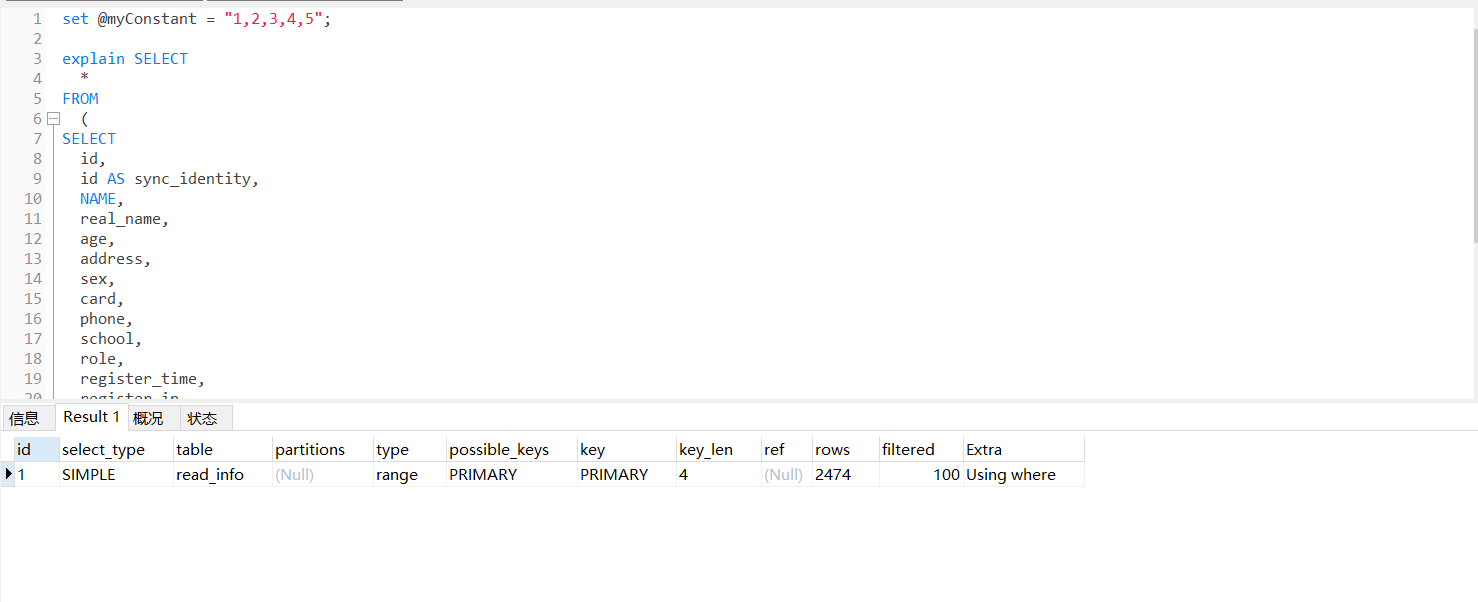 1 set @myConstant = "1,2,3,4,5";
2
3 explain SELECT
4 *
5 FROM
6 (
7 SELECT
8 id,
9 id AS sync_identity,
10 NAME,
11 real_name,
12 age,
13 address,
14 sex,
15 card,
16 phone,
17 school,
18 role,
19 register_time,
20 register_ip
信息 Result 1 概况 状态
id select_type table partitions type possible_keys key key_len ref rows filtered Extra
1 SIMPLE read_info (Null) range PRIMARY PRIMARY 4 (Null) 2474 100 Using where